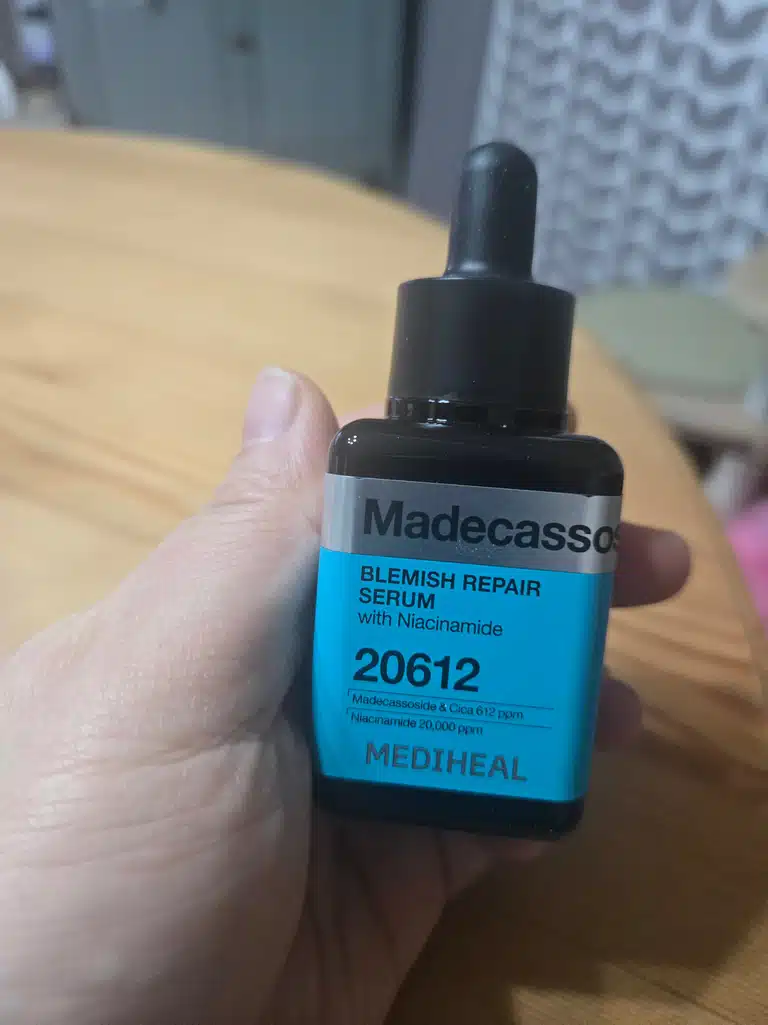 Madecassos
BLEMISH REPAIR
SERUM
with Niacinamide
20612
Madecassoside & Cica 612 ppm
Niacinamide 20,000 ppm
MEDIHEAL